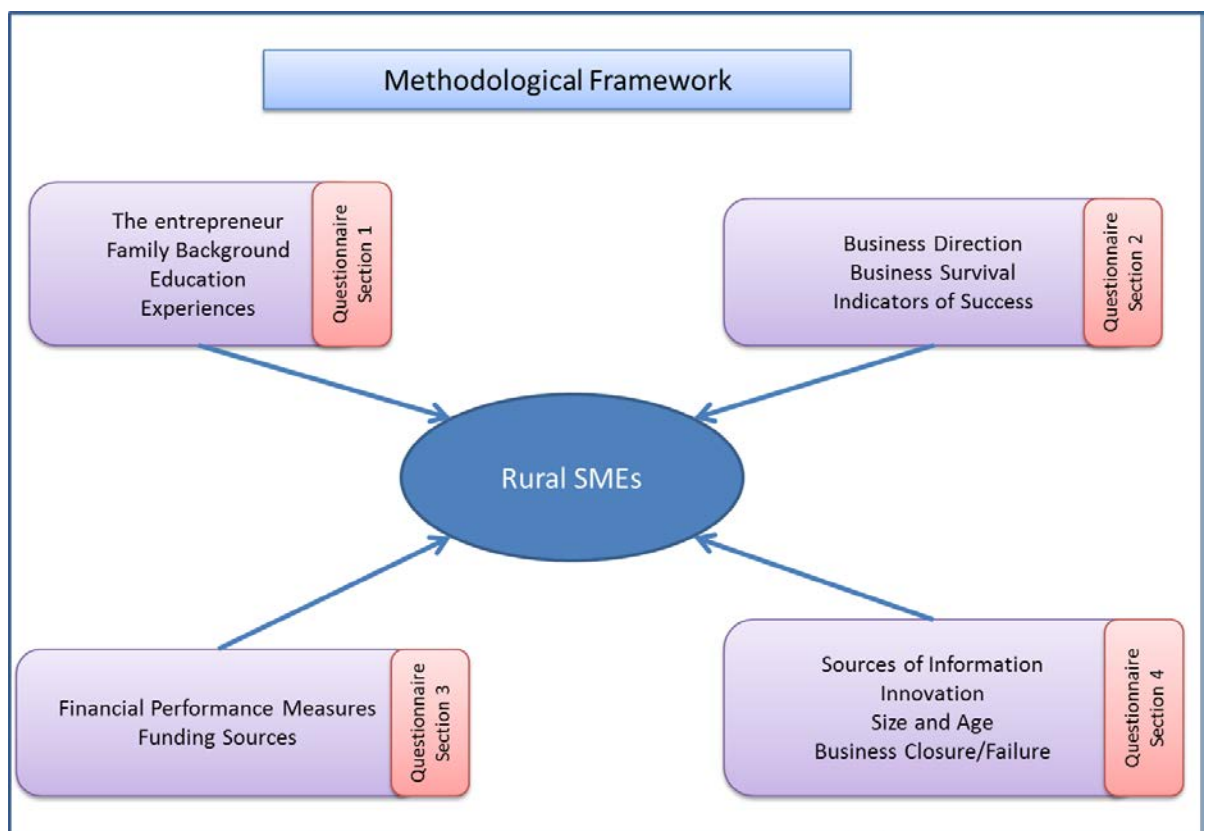 Methodological Framework
The entrepreneur
Family Background
Education
Experiences
Questionnaire
Section 1
Business Direction
Business Survival
Indicators of Success
Questionnaire
Section 2
Rural SMEs
Financial Performance Measures
Funding Sources
Questionnaire
Section 3
Sources of Information
Innovation
Size and Age
Business Closure/Failure
Questionnaire
Section 4